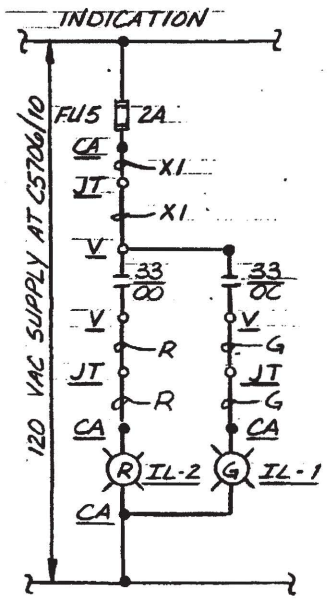 INDICATION
120 VAC SUPPLY AT C5706/10
FU5 2A
CA
X1
JT
X1
V
33
OO
33
OC
V
V
R
G
JT
JT
R
G
CA
CA
R IL-2
G IL-1
CA